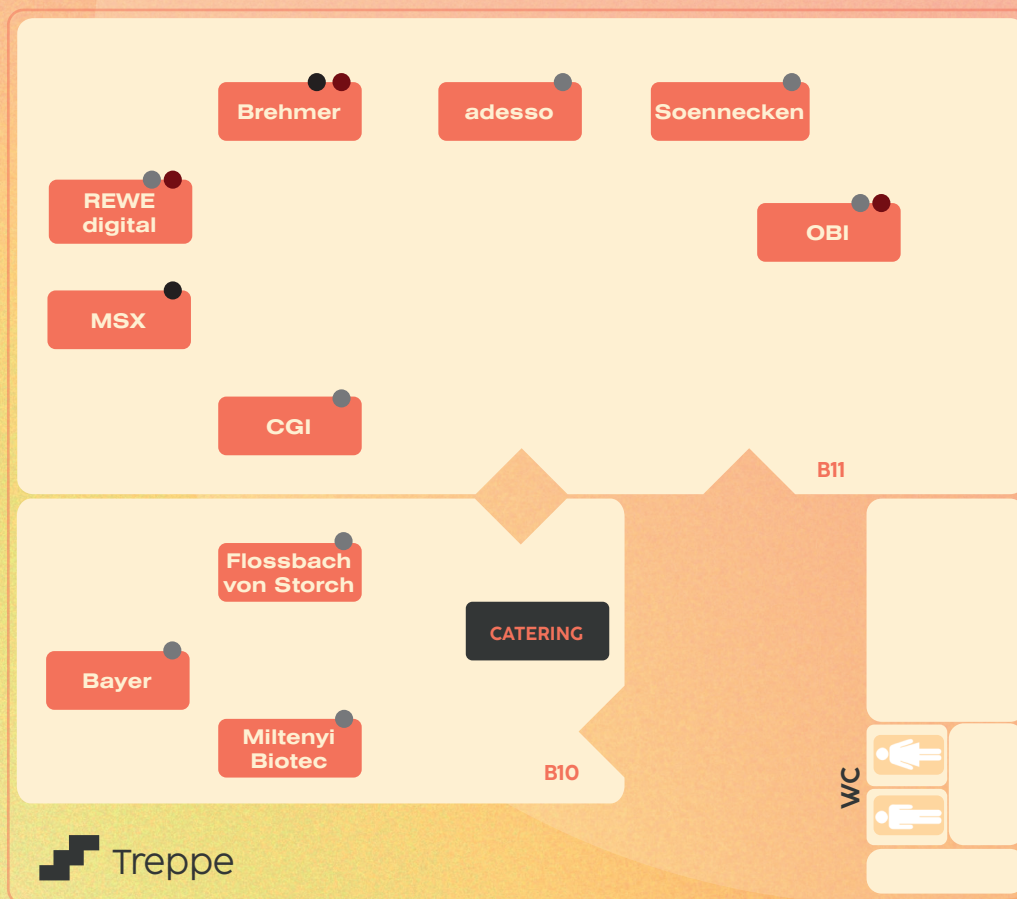 Brehmer
adesso
Soennecken
REWE
digital
OBI
MSX
CGI
B11
Flossbach
von Storch
CATERING
Bayer
Miltenyi
Biotec
B10
WC
Treppe